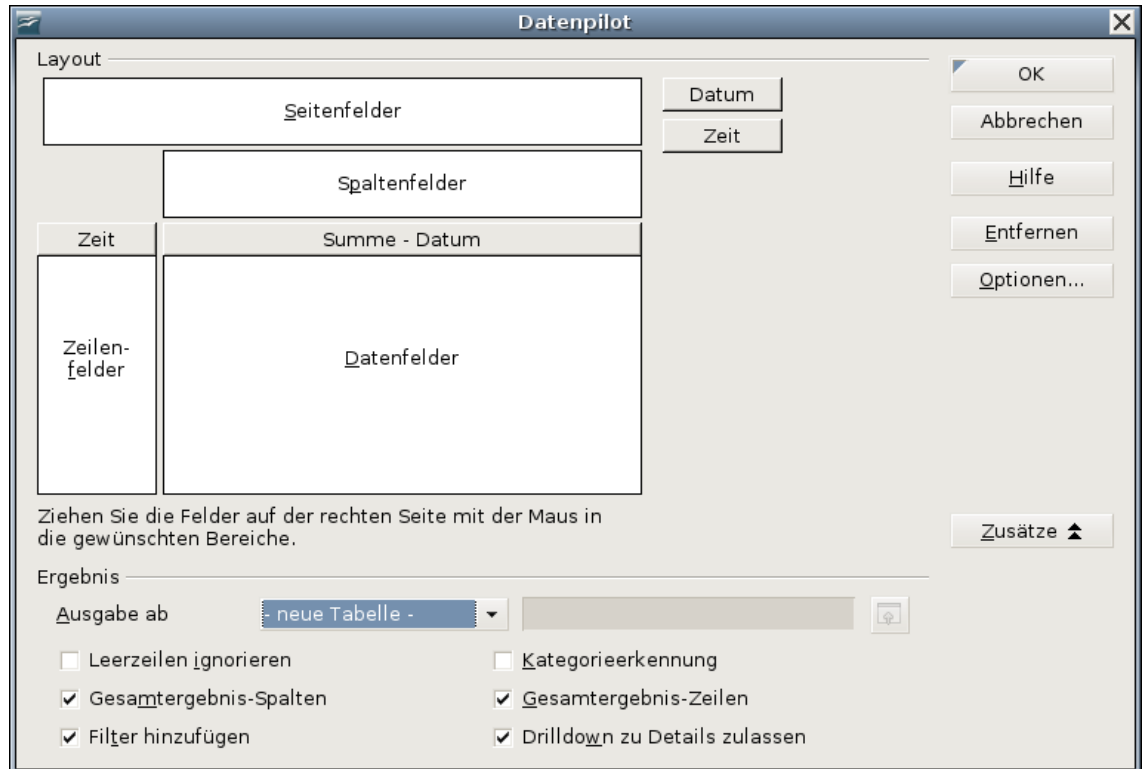 Datenpilot
Layout
Seitenfelder
Datum
OK
Zeit
Abbrechen
Spaltenfelder
Hilfe
Zeit
Summe - Datum
Entfernen
Optionen...
Zeilen-
felder
Datenfelder
Ziehen Sie die Felder auf der rechten Seite mit der Maus in
die gewünschten Bereiche.
Zusätze
Ergebnis
Ausgabe ab
- neue Tabelle -
Leerzeilen ignorieren
Kategorieerkennung
Gesamtergebnis-Spalten
Gesamtergebnis-Zeilen
Filter hinzufügen
Drilldown zu Details zulassen